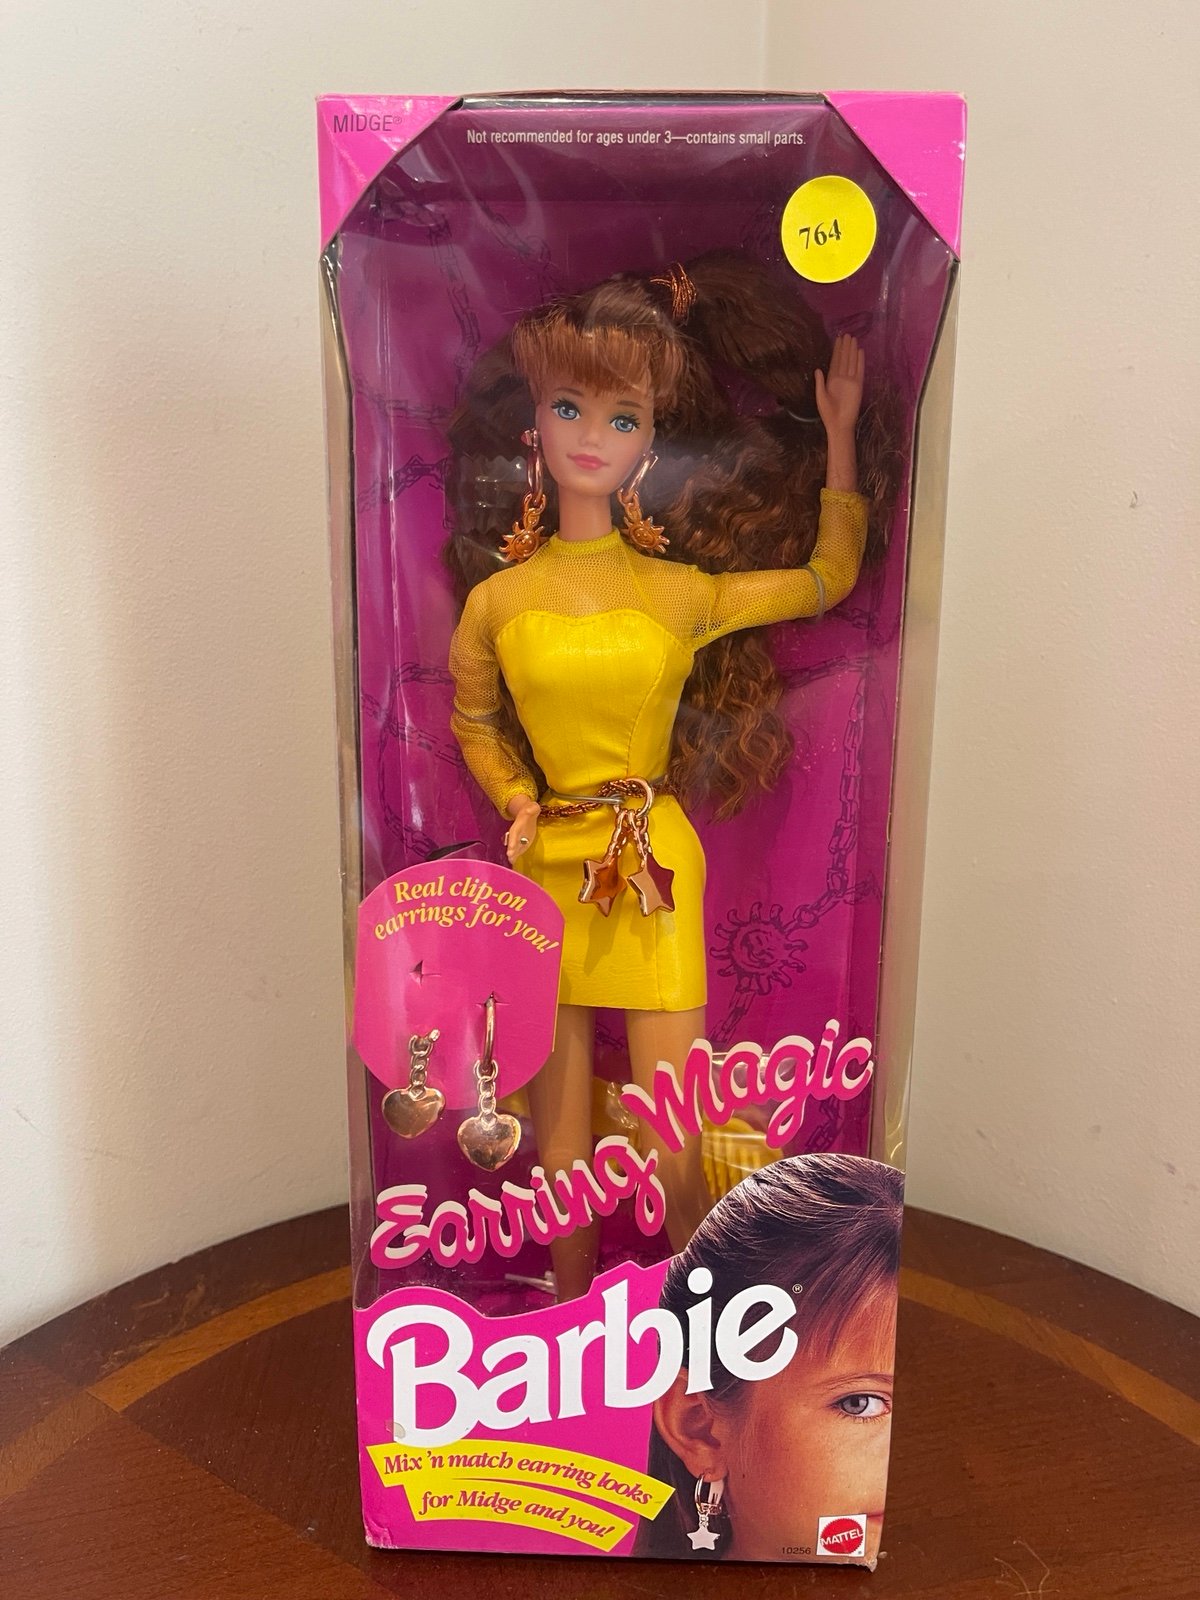 MIDGE®
Not recommended for ages under 3—contains small parts.
764
Real clip-on
earrings for you!
Earring Magic
Barbie®
Mix 'n match earring looks
for Midge and you!
10256
MATTEL